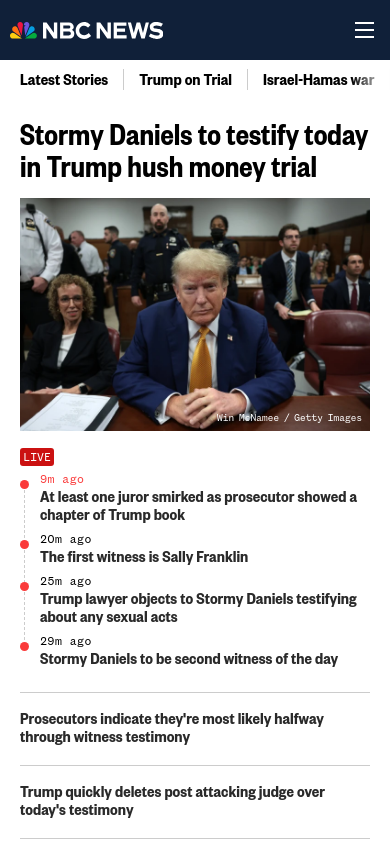 NBC NEWS
Latest Stories
Trump on Trial
Israel-Hamas war
Stormy Daniels to testify today
in Trump hush money trial
Win McNamee / Getty Images
LIVE
9m ago
At least one juror smirked as prosecutor showed a
chapter of Trump book
20m ago
The first witness is Sally Franklin
25m ago
Trump lawyer objects to Stormy Daniels testifying
about any sexual acts
29m ago
Stormy Daniels to be second witness of the day
Prosecutors indicate they're most likely halfway
through witness testimony
Trump quickly deletes post attacking judge over
today's testimony